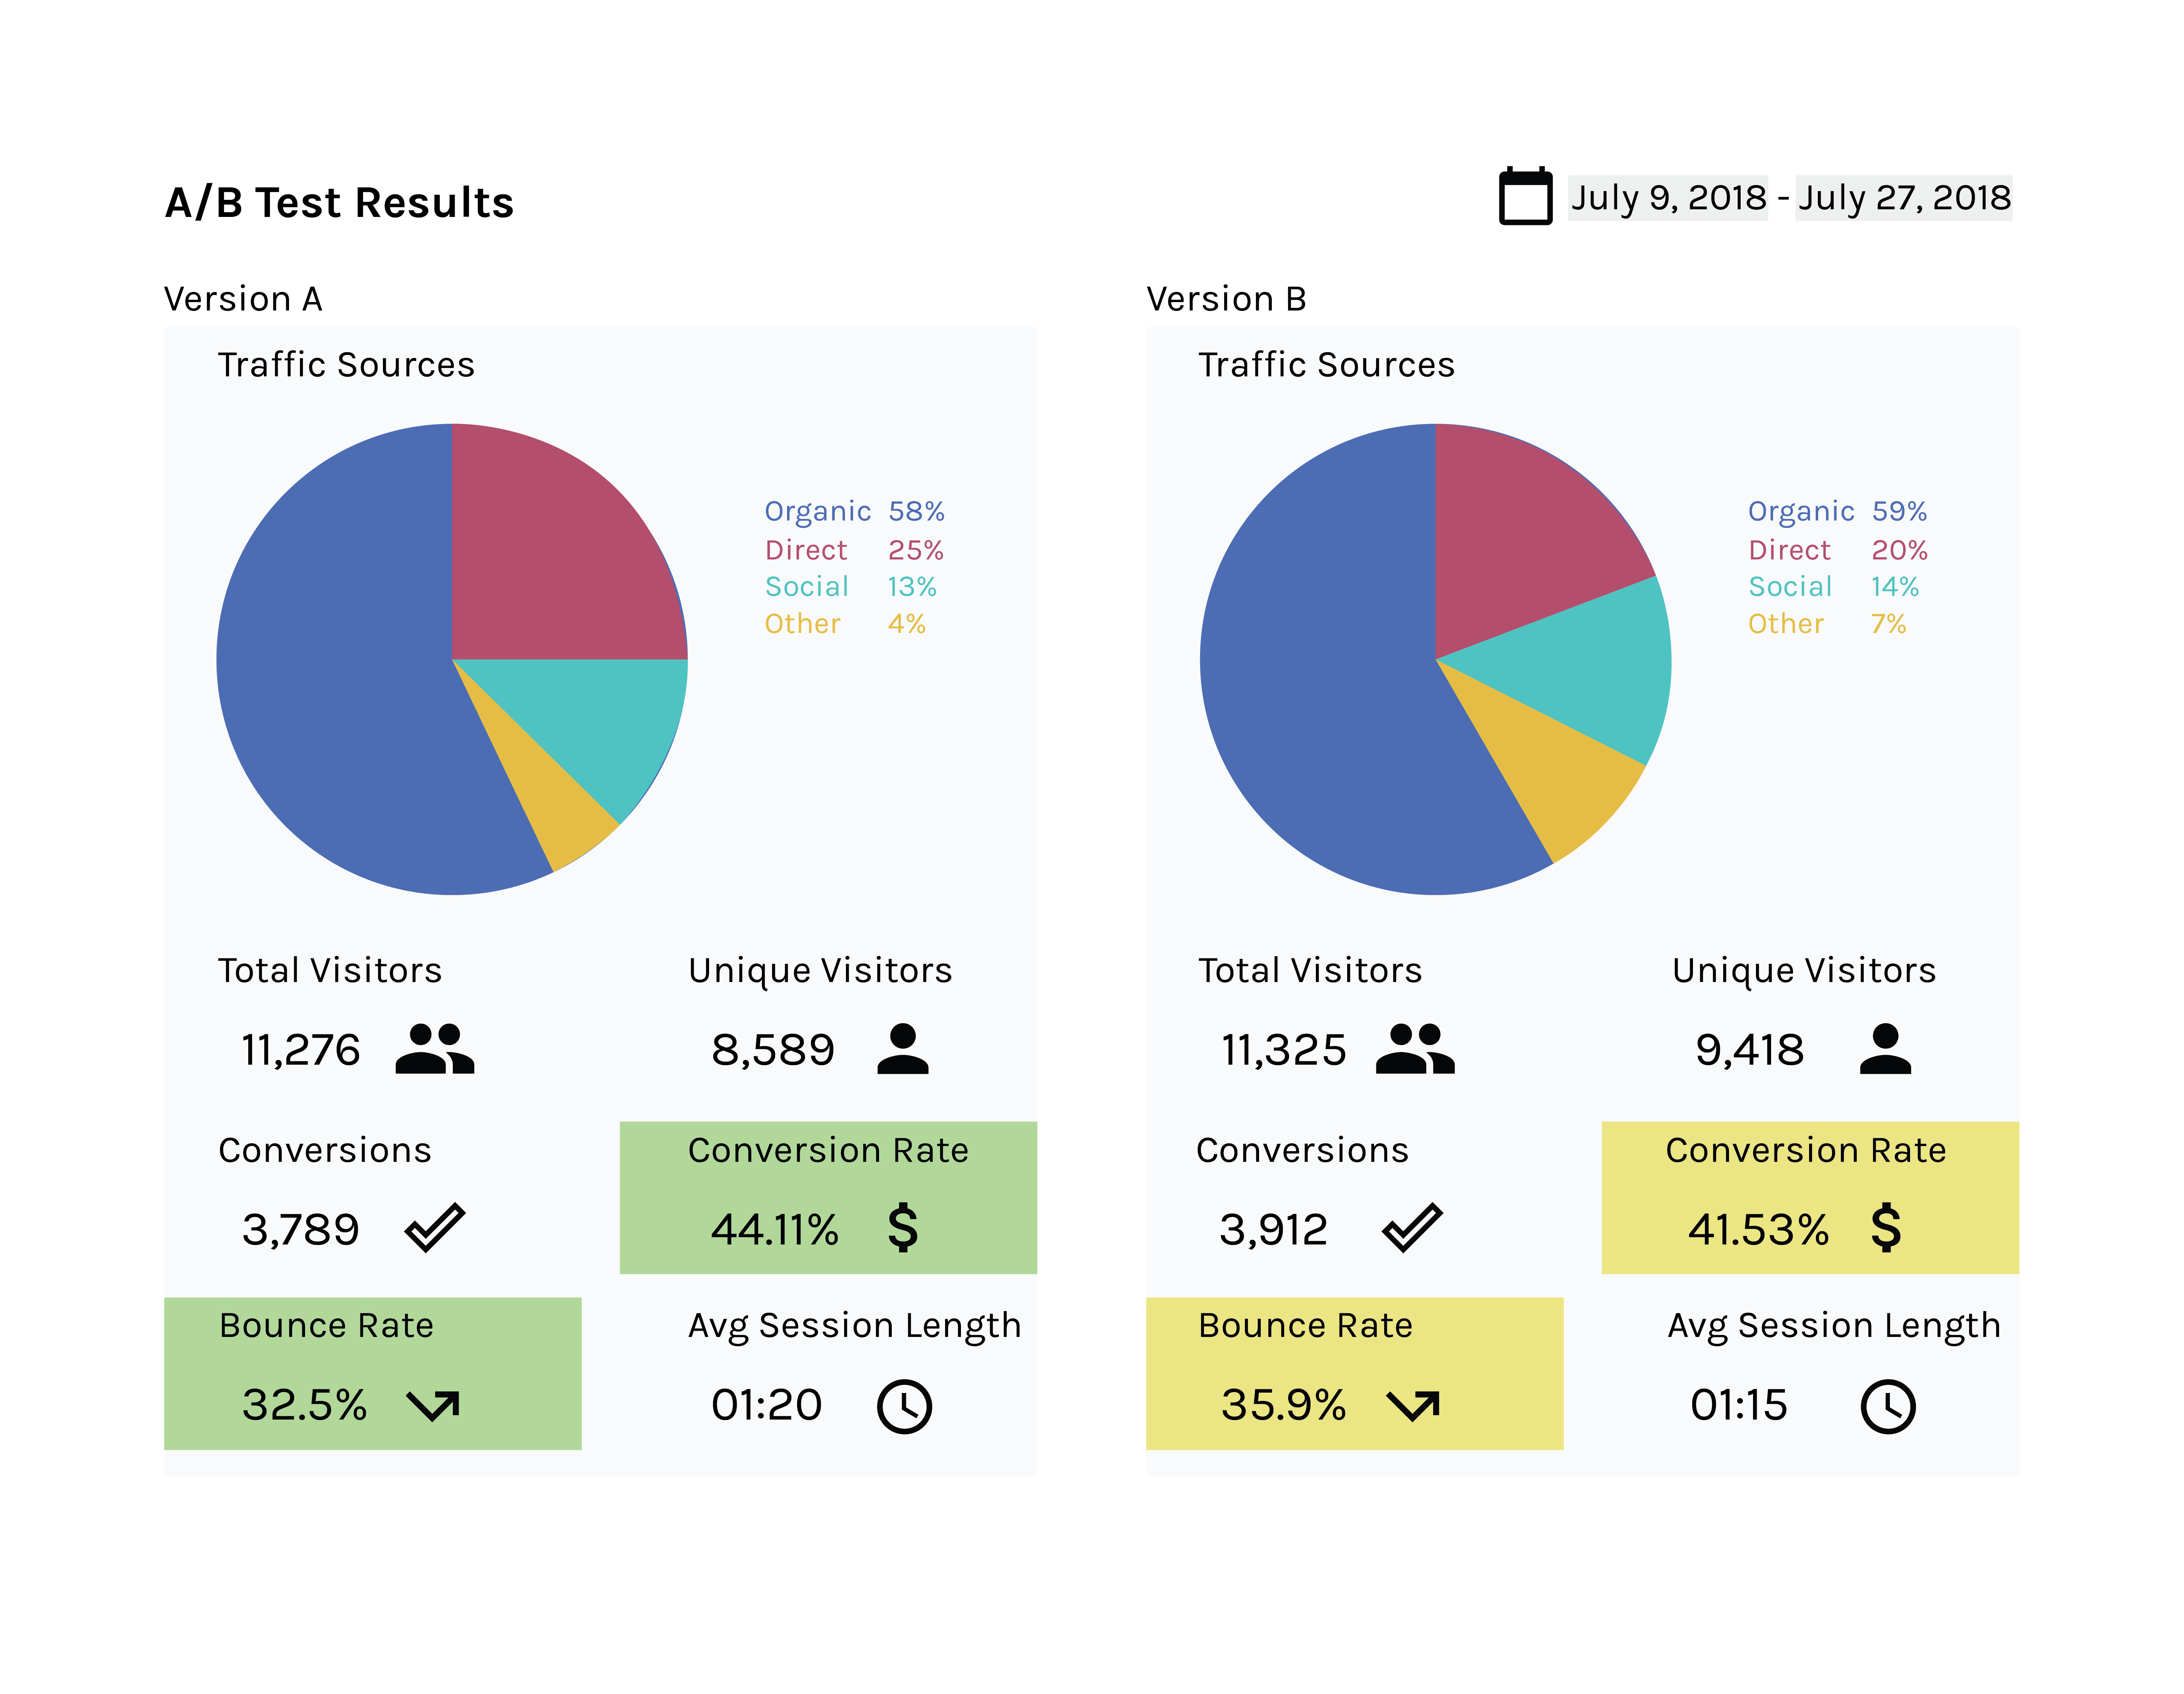 A/B Test Results
July 9, 2018 - July 27, 2018
Version A
Traffic Sources
Organic 58%
Direct 25%
Social 13%
Other 4%
Total Visitors
11,276
Unique Visitors
8,589
Conversions
3,789
Conversion Rate
44.11%
Bounce Rate
32.5%
Avg Session Length
01:20
Version B
Traffic Sources
Organic 59%
Direct 20%
Social 14%
Other 7%
Total Visitors
11,325
Unique Visitors
9,418
Conversions
3,912
Conversion Rate
41.53%
Bounce Rate
35.9%
Avg Session Length
01:15